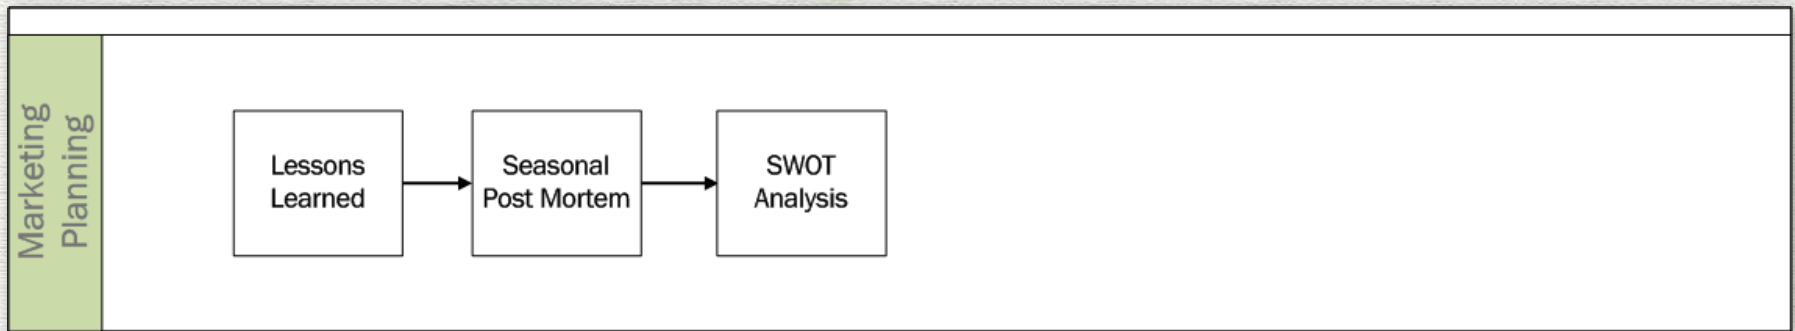 Marketing
Planning
Lessons
Learned
Seasonal
Post Mortem
SWOT
Analysis